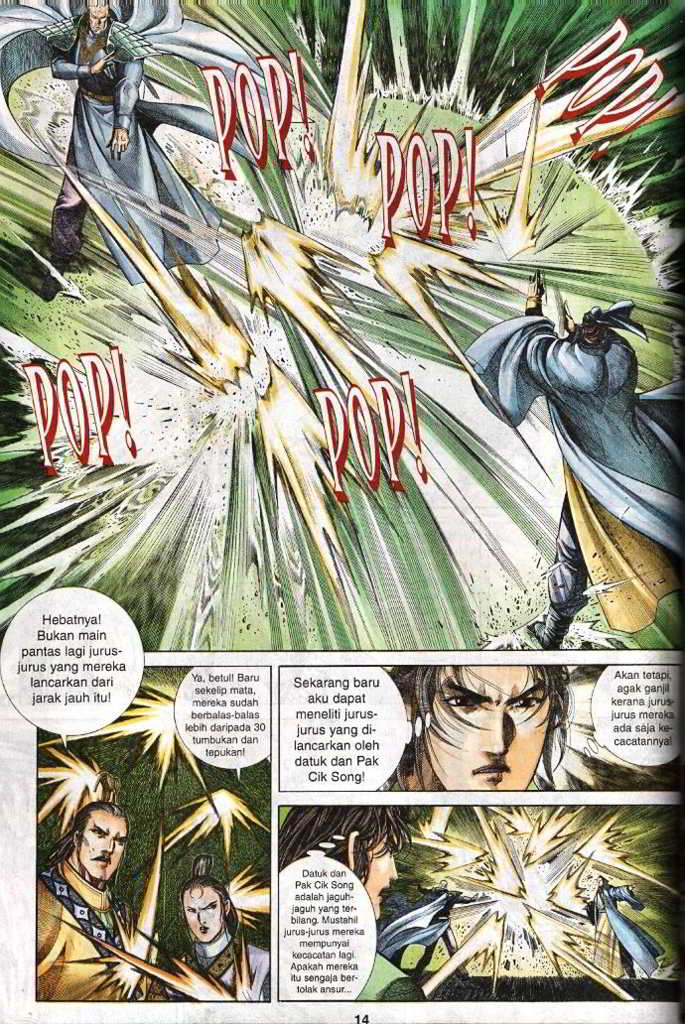 POP!
POP!
POP!
POP!
POP!
Hebatnya!
Bukan main
pantas lagi jurus-
jurus yang mereka
lancarkan dari
jarak jauh itu!
Ya, betul! Baru
sekelip mata,
mereka sudah
berbalas-balas
lebih daripada 30
tumbukan dan
tepukan!
Sekarang baru
aku dapat
meneliti jurus-
jurus yang di-
lancarkan oleh
datuk dan Pak
Cik Song!
Akan tetapi,
agak ganjil
kerana jurus-
jurus mereka
ada saja ke-
cacatannya!
Datuk dan
Pak Cik Song
adalah jaguh-
jaguh yang ter-
bilang. Mustahil
jurus-jurus mereka
mempunyai
kecacatan lagi.
Apakah mereka
itu sengaja ber-
tolak ansur...
14